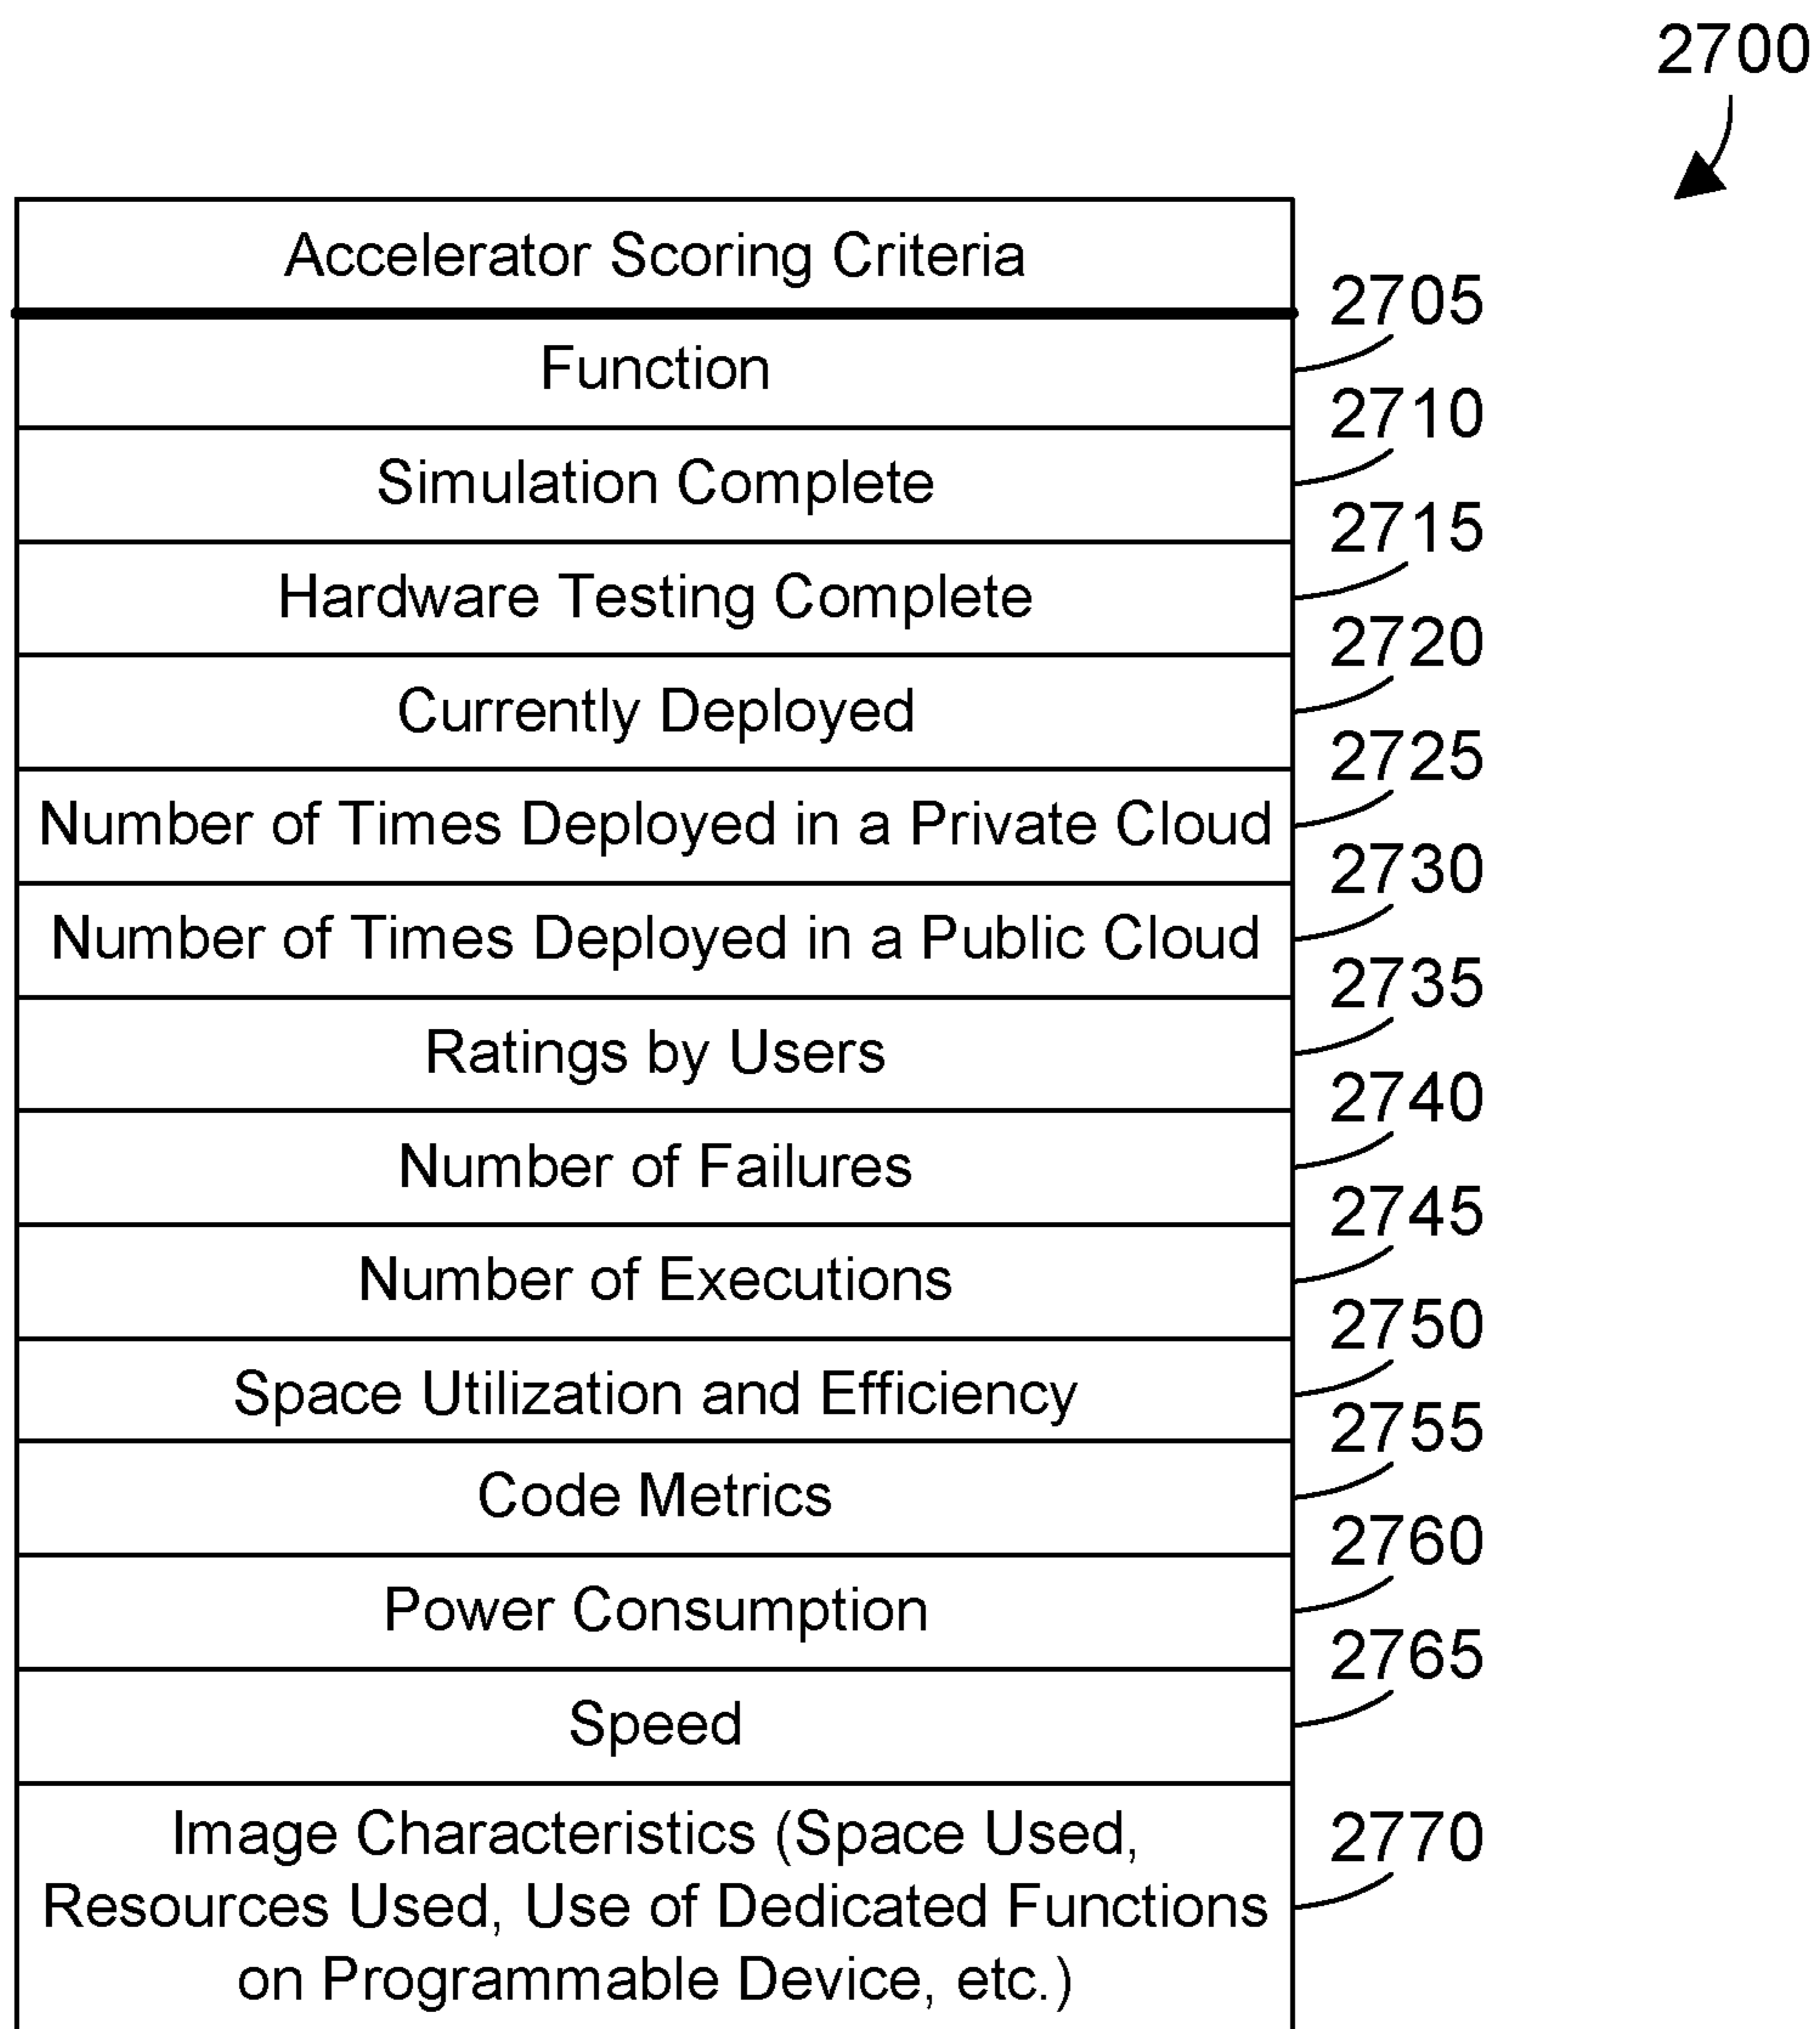 2700
Accelerator Scoring Criteria
2705
Function
2710
Simulation Complete
2715
Hardware Testing Complete
2720
Currently Deployed
2725
Number of Times Deployed in a Private Cloud
2730
Number of Times Deployed in a Public Cloud
2735
Ratings by Users
2740
Number of Failures
2745
Number of Executions
2750
Space Utilization and Efficiency
2755
Code Metrics
2760
Power Consumption
2765
Speed
2770
Image Characteristics (Space Used,
Resources Used, Use of Dedicated Functions
on Programmable Device, etc.)